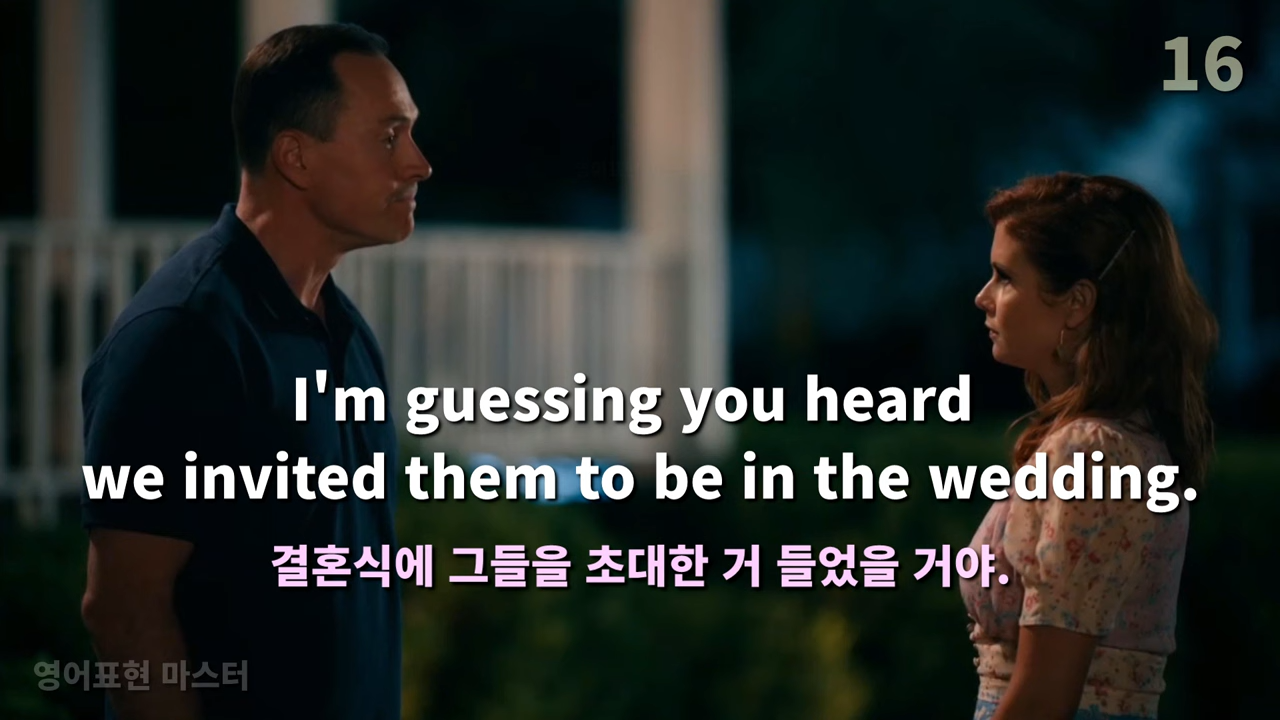 16
I'm guessing you heard
we invited them to be in the wedding.
결혼식에 그들을 초대한 거 들었을 거야.
영어표현 마스터